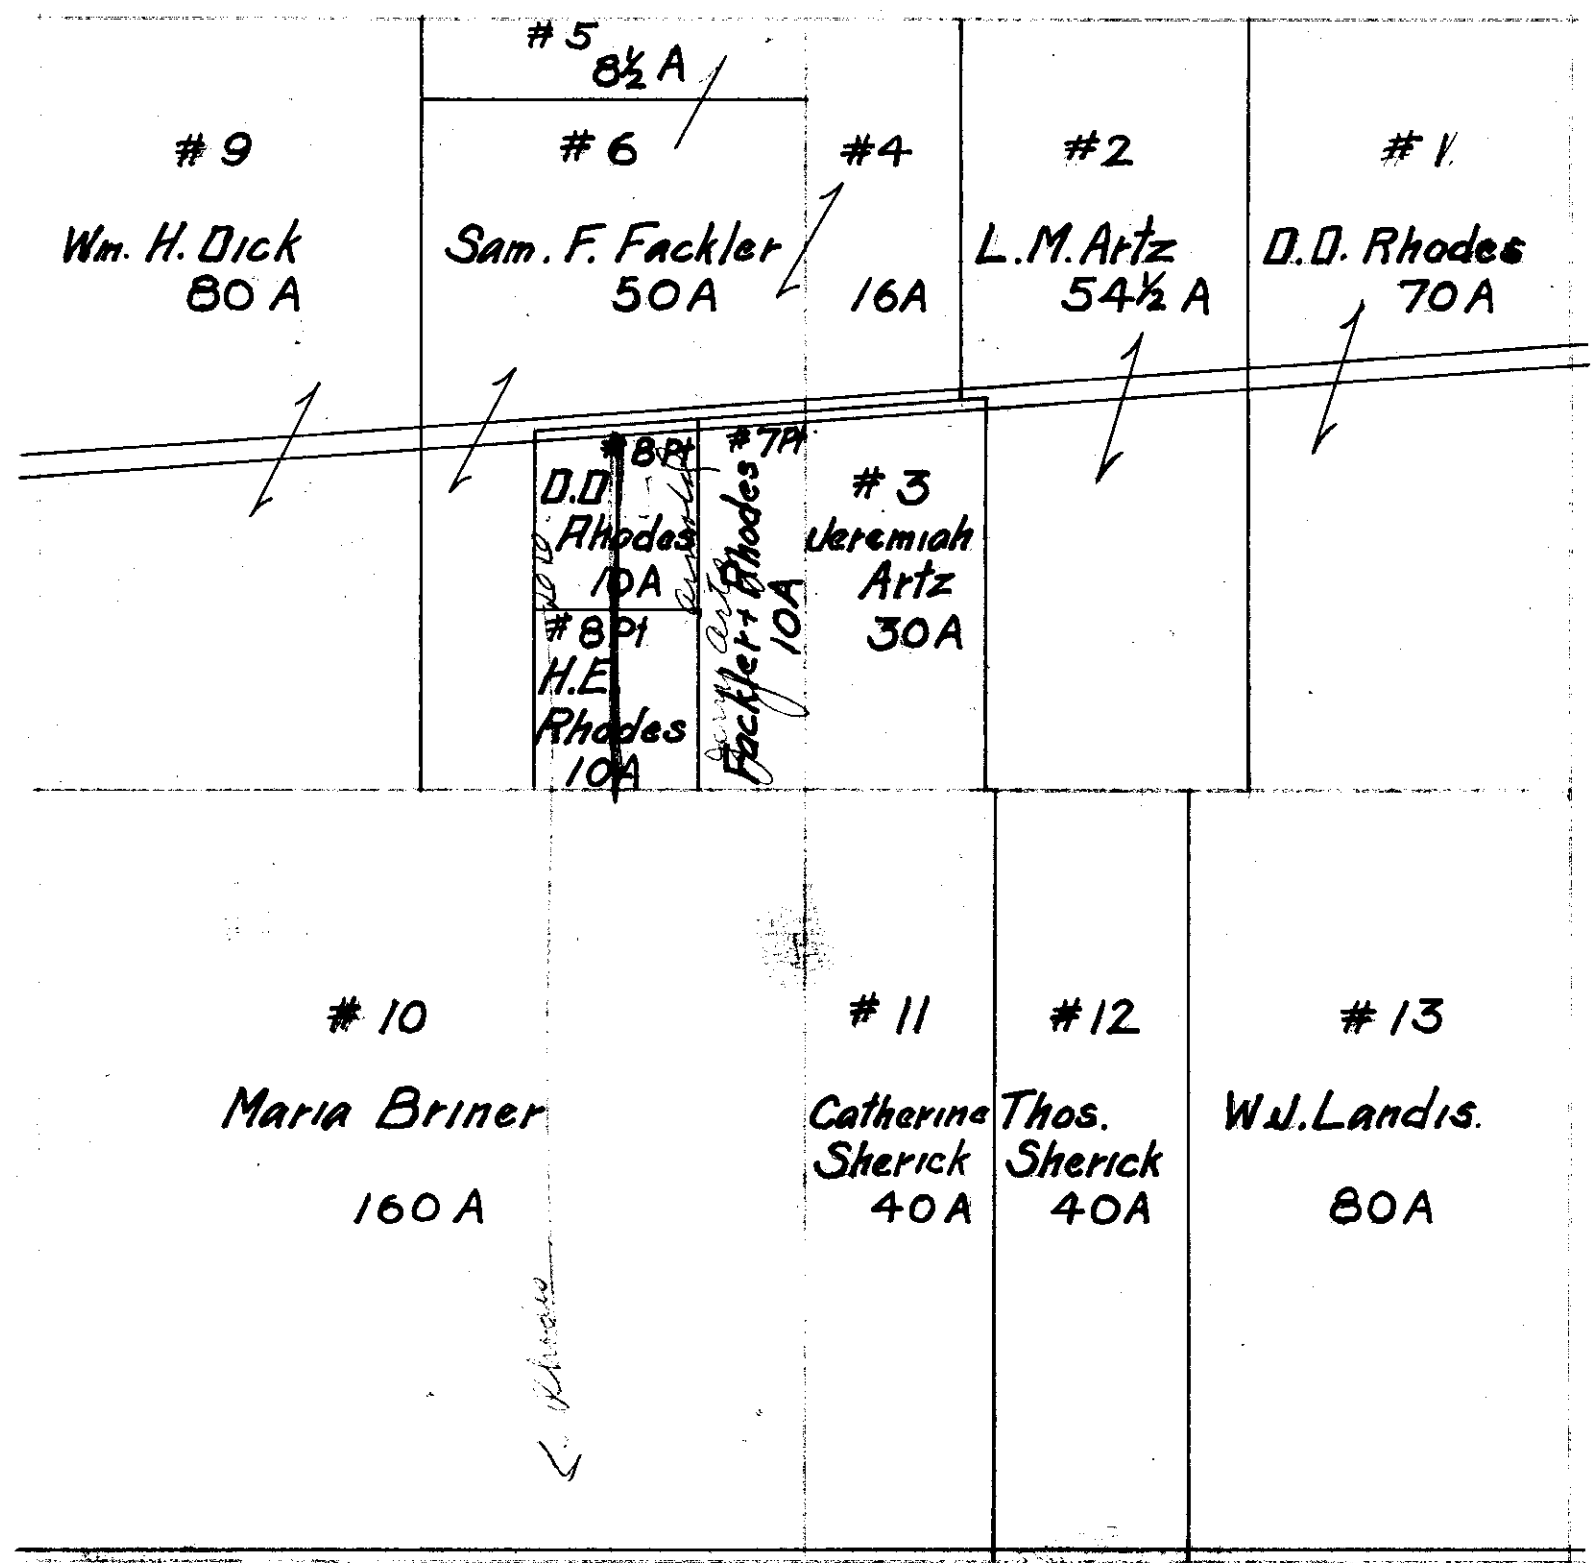 # 5
8½ A
# 9
Wm. H. Dick
80 A
# 6
Sam. F. Fackler
50 A
#4
16A
#2
L.M. Artz
54½ A
# 1
D.D. Rhodes
70 A
# 8 Pt
D.D
Rhodes
10A
# 8 Pt
H.E.
Rhodes
10A
# 7 Pt
Fackler + Rhodes
10A
# 3
Jeremiah
Artz
30A
# 10
Maria Briner
160 A
# 11
Catherine
Sherick
40A
#12
Thos.
Sherick
40A
# 13
W.J. Landis.
80A